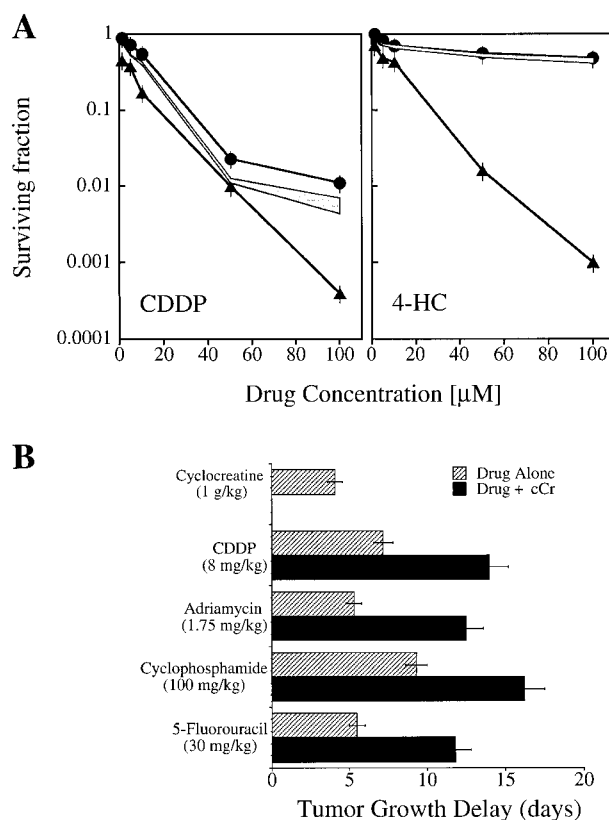 A
Surviving fraction
1
0.1
0.01
0.001
0.0001
CDDP
4-HC
0 20 40 60 80 100
0 20 40 60 80 100
Drug Concentration [µM]
B
Drug Alone
Drug + cCr
Cyclocreatine
(1 g/kg)
CDDP
(8 mg/kg)
Adriamycin
(1.75 mg/kg)
Cyclophosphamide
(100 mg/kg)
5-Fluorouracil
(30 mg/kg)
0 5 10 15 20
Tumor Growth Delay (days)